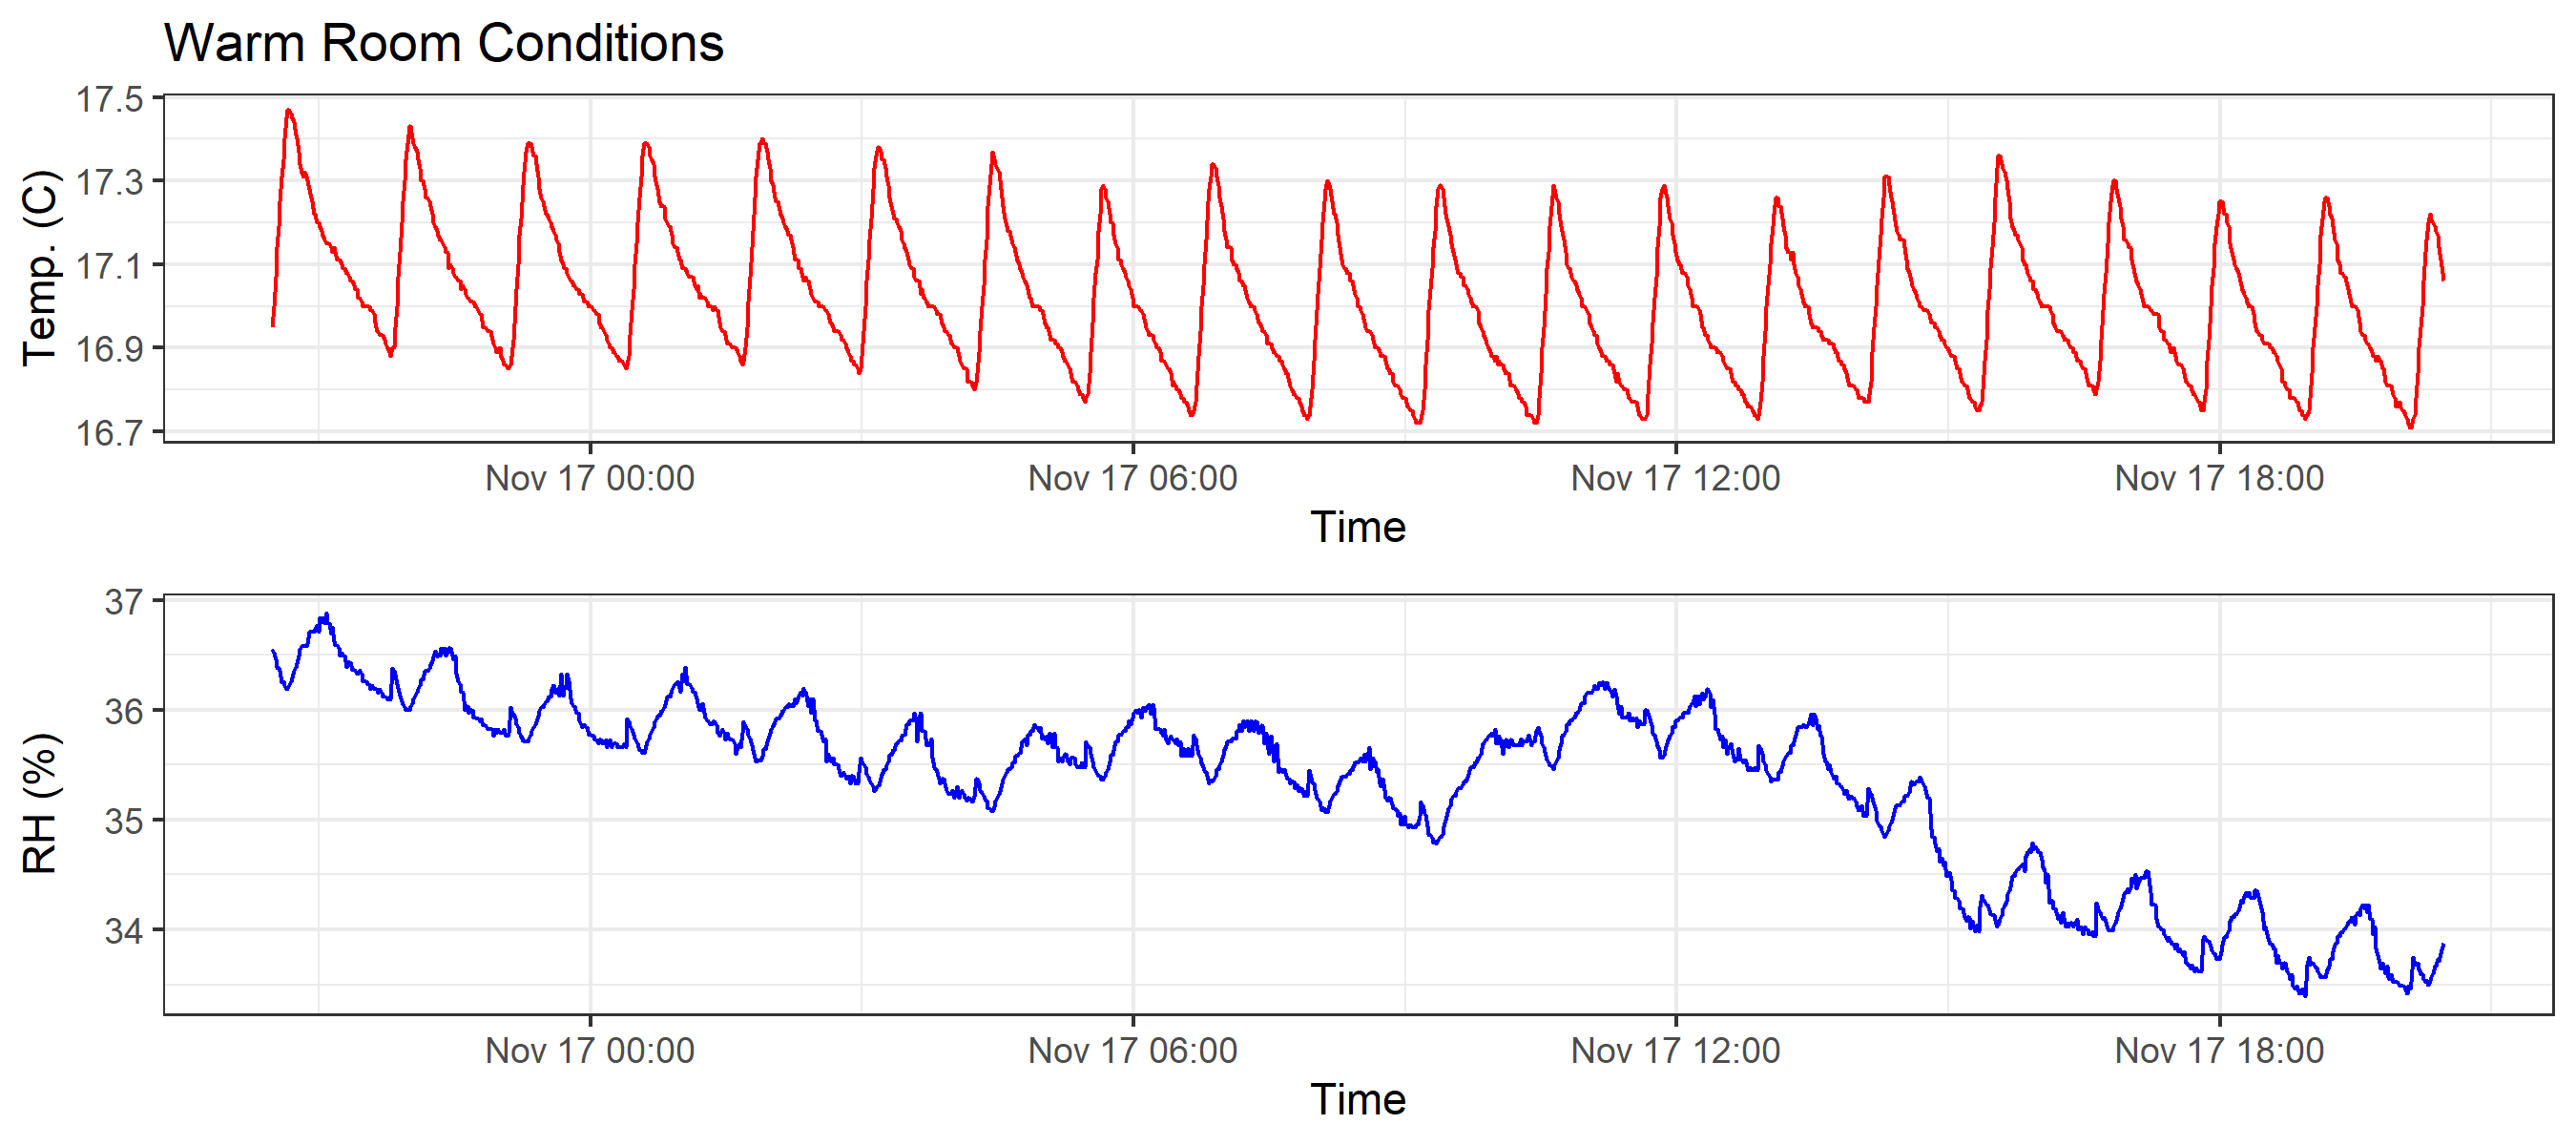 Warm Room Conditions
17.5
17.3
17.1
16.9
16.7
Temp. (C)
Nov 17 00:00 Nov 17 06:00 Nov 17 12:00 Nov 17 18:00
Time
37
36
35
34
RH (%)
Nov 17 00:00 Nov 17 06:00 Nov 17 12:00 Nov 17 18:00
Time